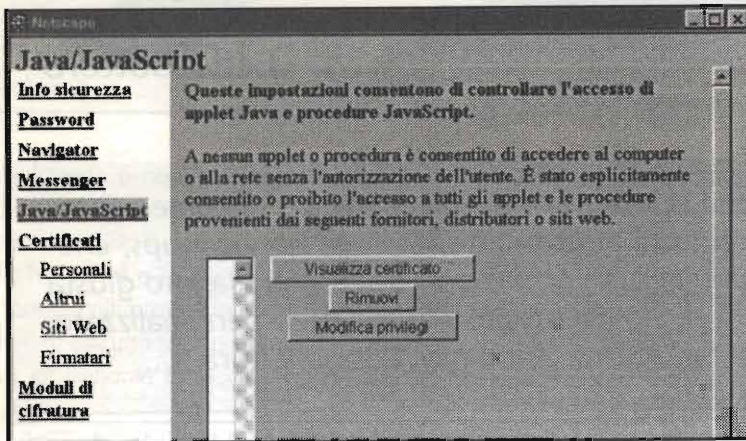 Netscape
Java/JavaScript
Info sicurezza
Password
Navigator
Messenger
Java/JavaScript
Certificati
Personali
Altrui
Siti Web
Firmatari
Moduli di
cifratura
Queste impostazioni consentono di controllare l'accesso di
applet Java e procedure JavaScript.
A nessun applet o procedura è consentito di accedere al computer
o alla rete senza l'autorizzazione dell'utente. È stato esplicitamente
consentito o proibito l'accesso a tutti gli applet e le procedure
provenienti dai seguenti fornitori, distributori o siti web.
Visualizza certificato
Rimuovi
Modifica privilegi